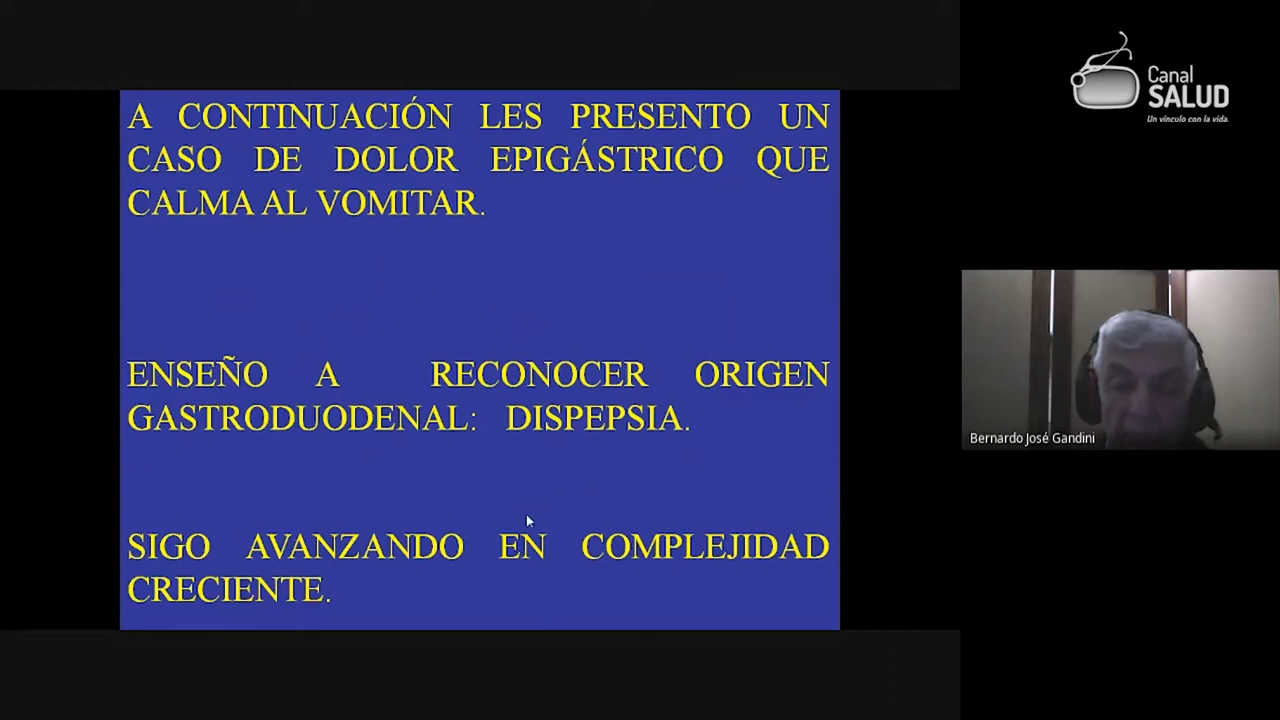 A CONTINUACIÓN LES PRESENTO UN
CASO DE DOLOR EPIGÁSTRICO QUE
CALMA AL VOMITAR.
ENSEÑO A RECONOCER ORIGEN
GASTRODUODENAL: DISPEPSIA.
SIGO AVANZANDO EN COMPLEJIDAD
CRECIENTE.
Canal
SALUD
Un vínculo con la vida.
Bernardo José Gandini